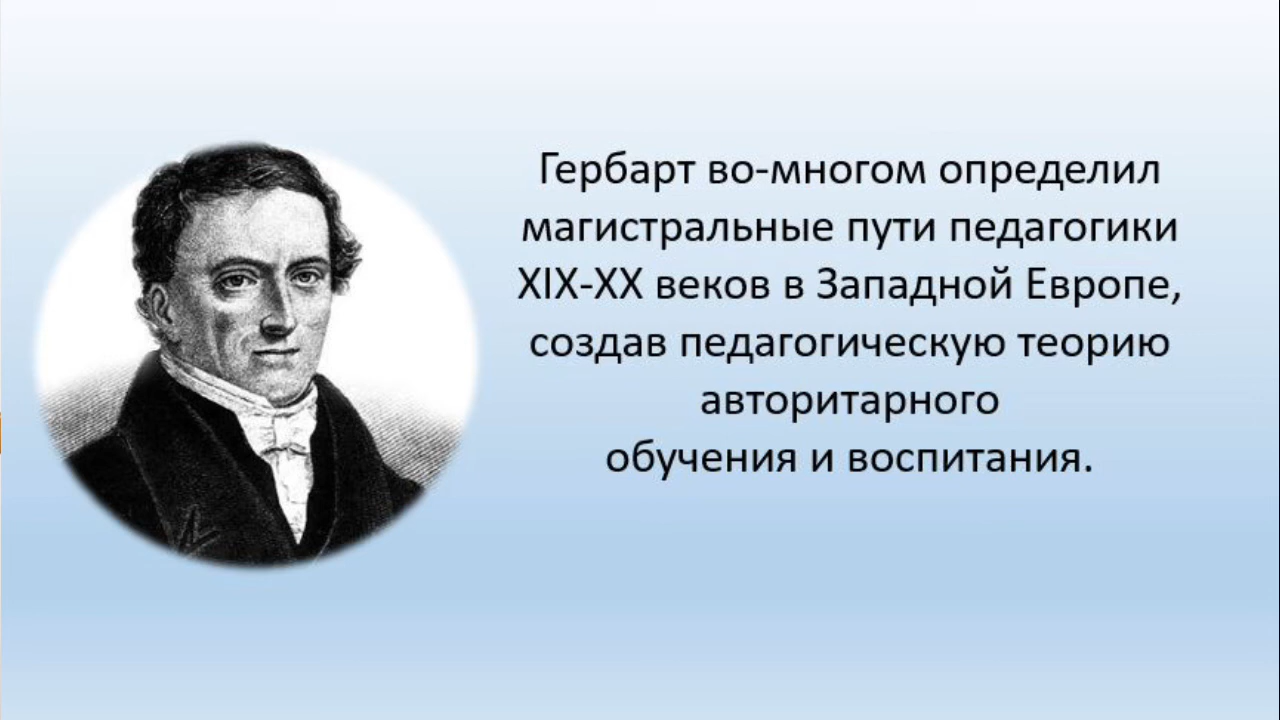 Гербарт во-многом определил
магистральные пути педагогики
XIX-XX веков в Западной Европе,
создав педагогическую теорию
авторитарного
обучения и воспитания.